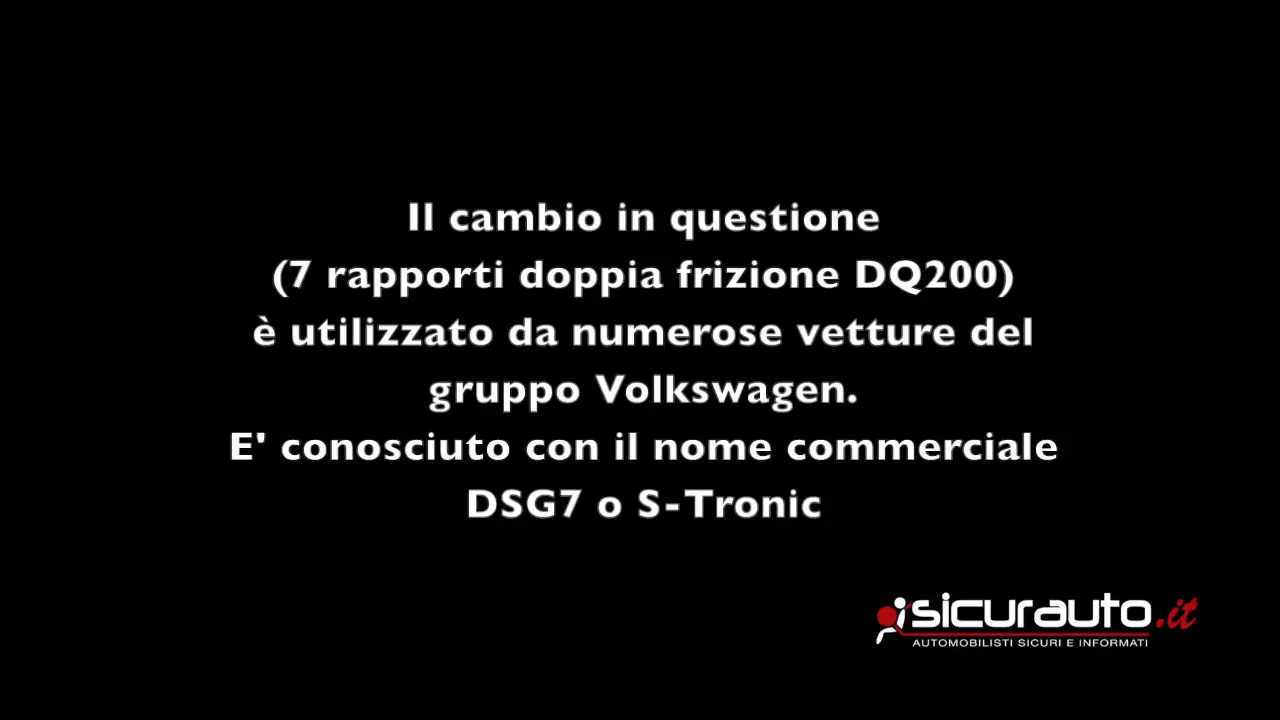 Il cambio in questione
(7 rapporti doppia frizione DQ200)
è utilizzato da numerose vetture del
gruppo Volkswagen.
E' conosciuto con il nome commerciale
DSG7 o S-Tronic
sicurauto.it
AUTOMOBILISTI SICURI E INFORMATI